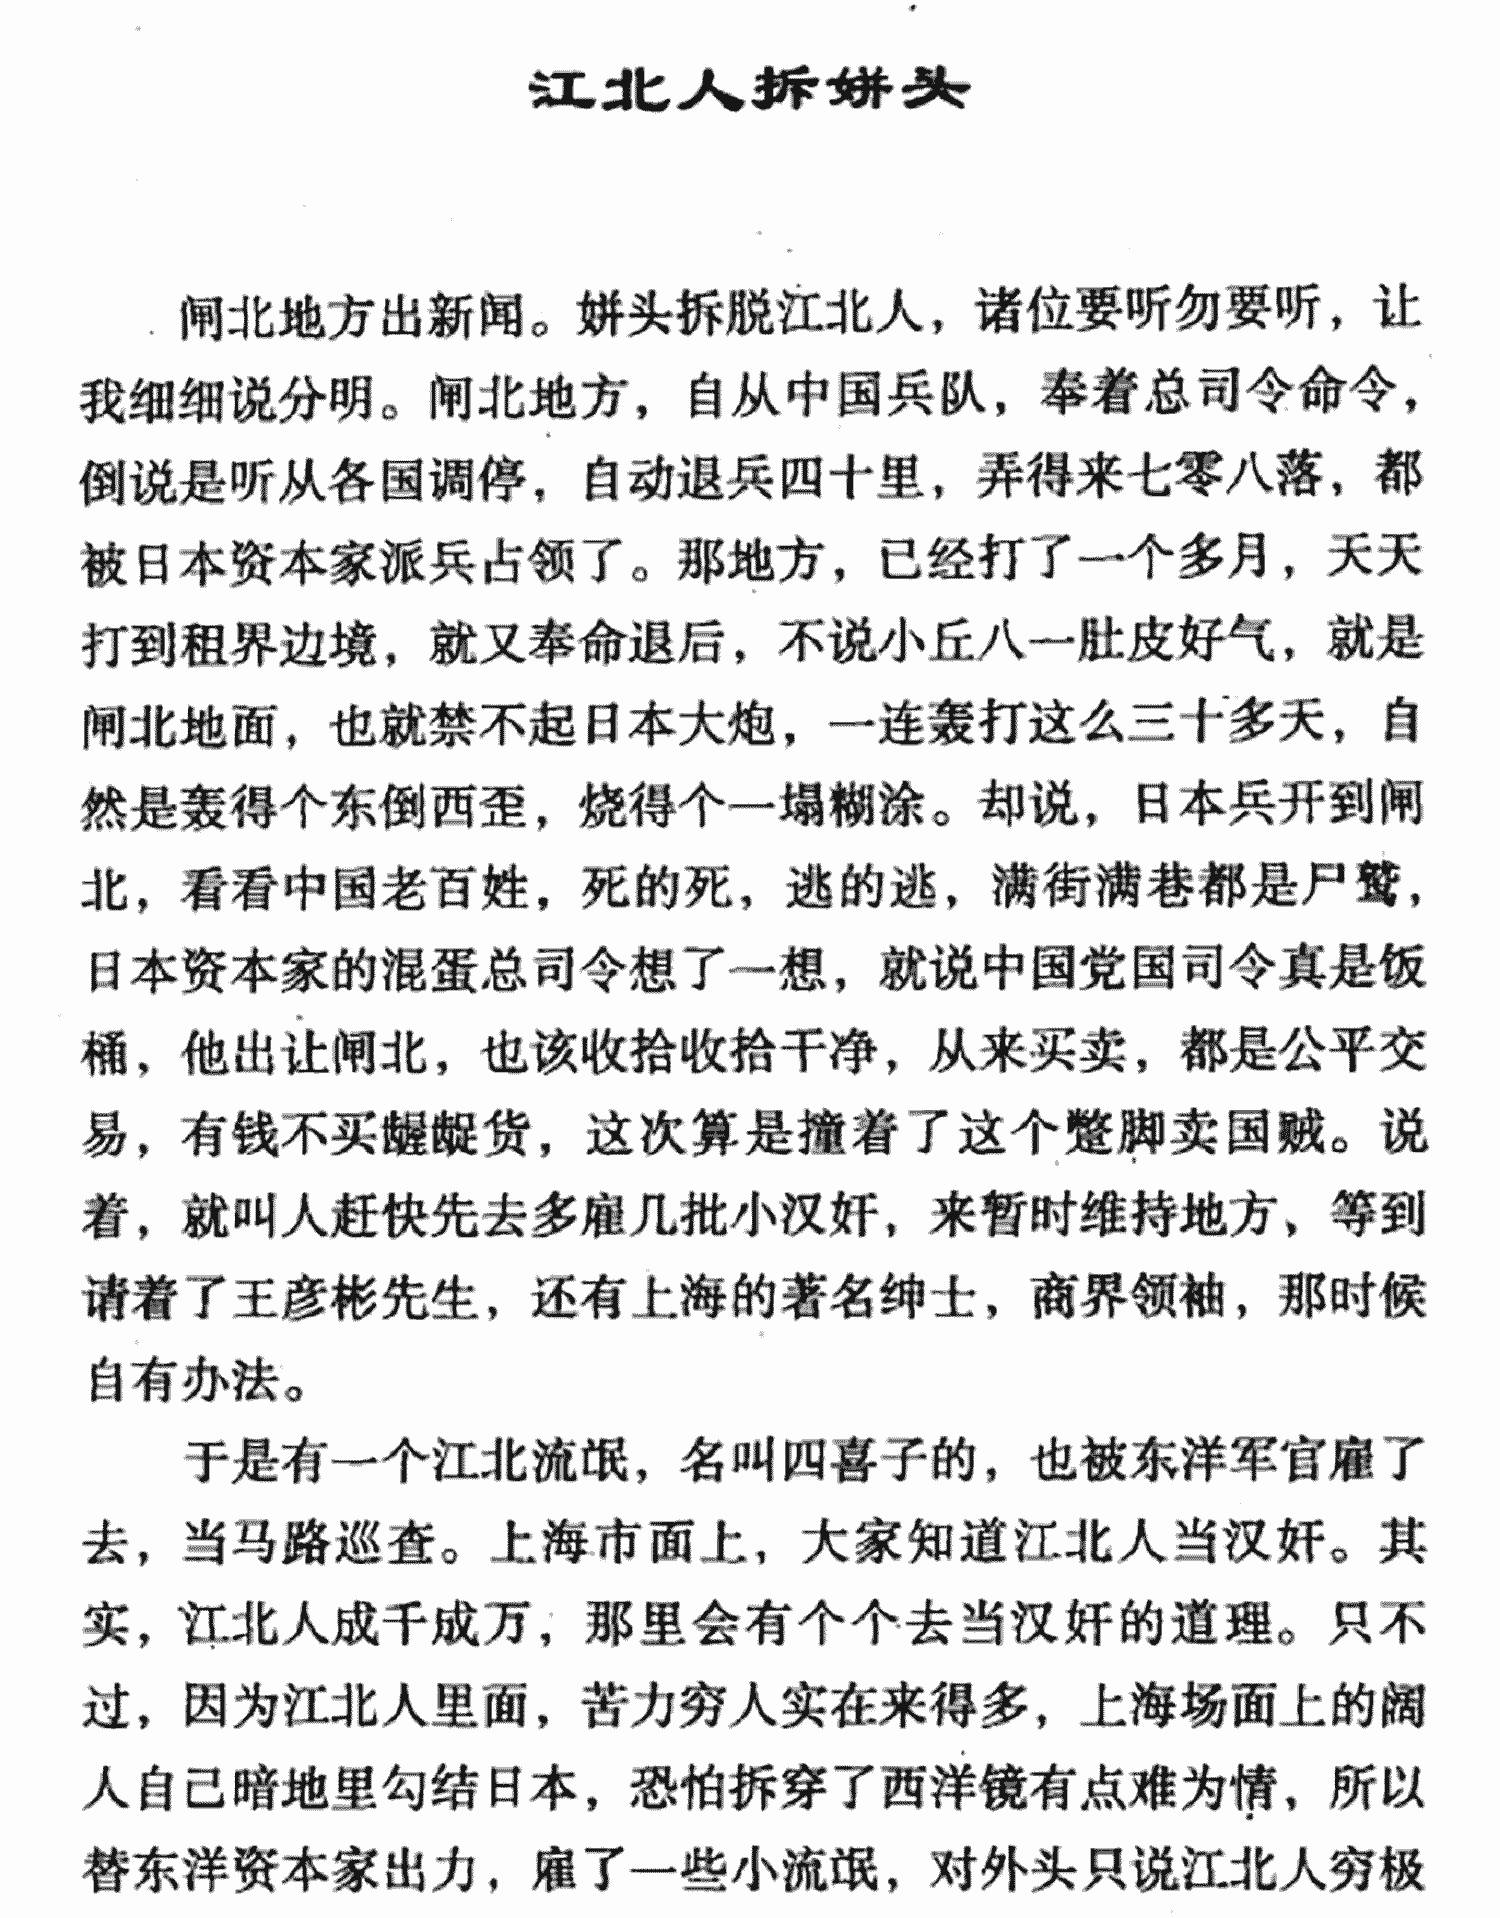 江北人拆姘头
闸北地方出新闻。姘头拆脱江北人，诸位要听勿要听，让
我细细说分明。闸北地方，自从中国兵队，奉着总司令命令，
倒说是听从各国调停，自动退兵四十里，弄得来七零八落，都
被日本资本家派兵占领了。那地方，已经打了一个多月，天天
打到租界边境，就又奉命退后，不说小丘八一肚皮好气，就是
闸北地面，也就禁不起日本大炮，一连轰打这么三十多天，自
然是轰得个东倒西歪，烧得个一塌糊涂。却说，日本兵开到闸
北，看看中国老百姓，死的死，逃的逃，满街满巷都是尸鹫，
日本资本家的混蛋总司令想了一想，就说中国党国司令真是饭
桶，他出让闸北，也该收拾收拾干净，从来买卖，都是公平交
易，有钱不买龌龊货，这次算是撞着了这个蹩脚卖国贼。说
着，就叫人赶快先去多雇几批小汉奸，来暂时维持地方，等到
请着了王彦彬先生，还有上海的著名绅士，商界领袖，那时候
自有办法。
于是有一个江北流氓，名叫四喜子的，也被东洋军官雇了
去，当马路巡查。上海市面上，大家知道江北人当汉奸。其
实，江北人成千成万，那里会有个个去当汉奸的道理。只不
过，因为江北人里面，苦力穷人实在来得多，上海场面上的阔
人自己暗地里勾结日本，恐怕拆穿了西洋镜有点难为情，所以
替东洋资本家出力，雇了一些小流氓，对外头只说江北人穷极